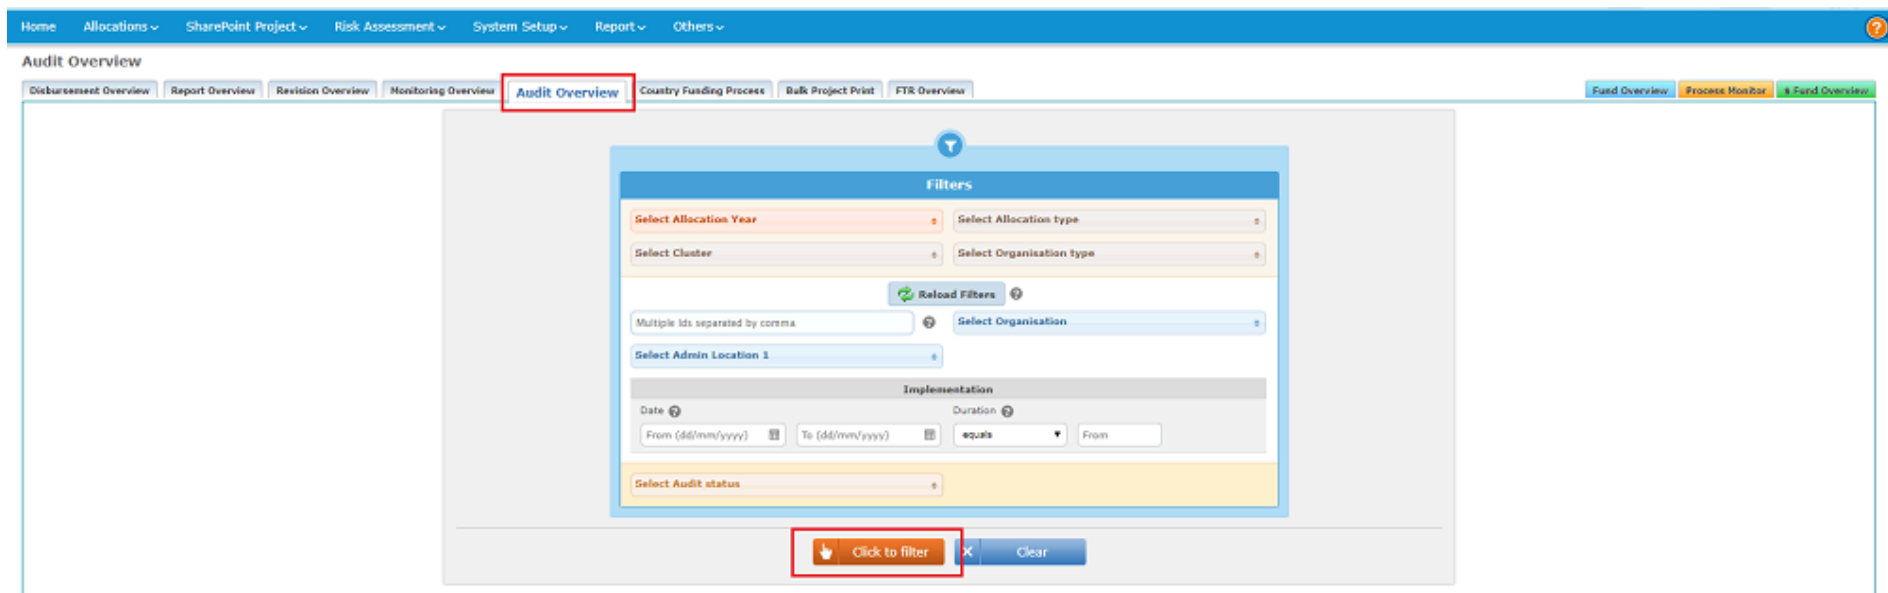 Home Allocations SharePoint Project Risk Assessment System Setup Report Others ?
Audit Overview
Disbursement Overview Report Overview Revision Overview Monitoring Overview Audit Overview Country Funding Process Bulk Project Print FTR Overview Fund Overview Process Monitor $ Fund Overview
Filters
Select Allocation Year Select Allocation type
Select Cluster Select Organisation type
Reload Filters ?
Multiple Ids separated by comma ? Select Organisation
Select Admin Location 1
Implementation
Date ? Duration ?
From (dd/mm/yyyy) To (dd/mm/yyyy) equals From
Select Audit status
Click to filter X Clear